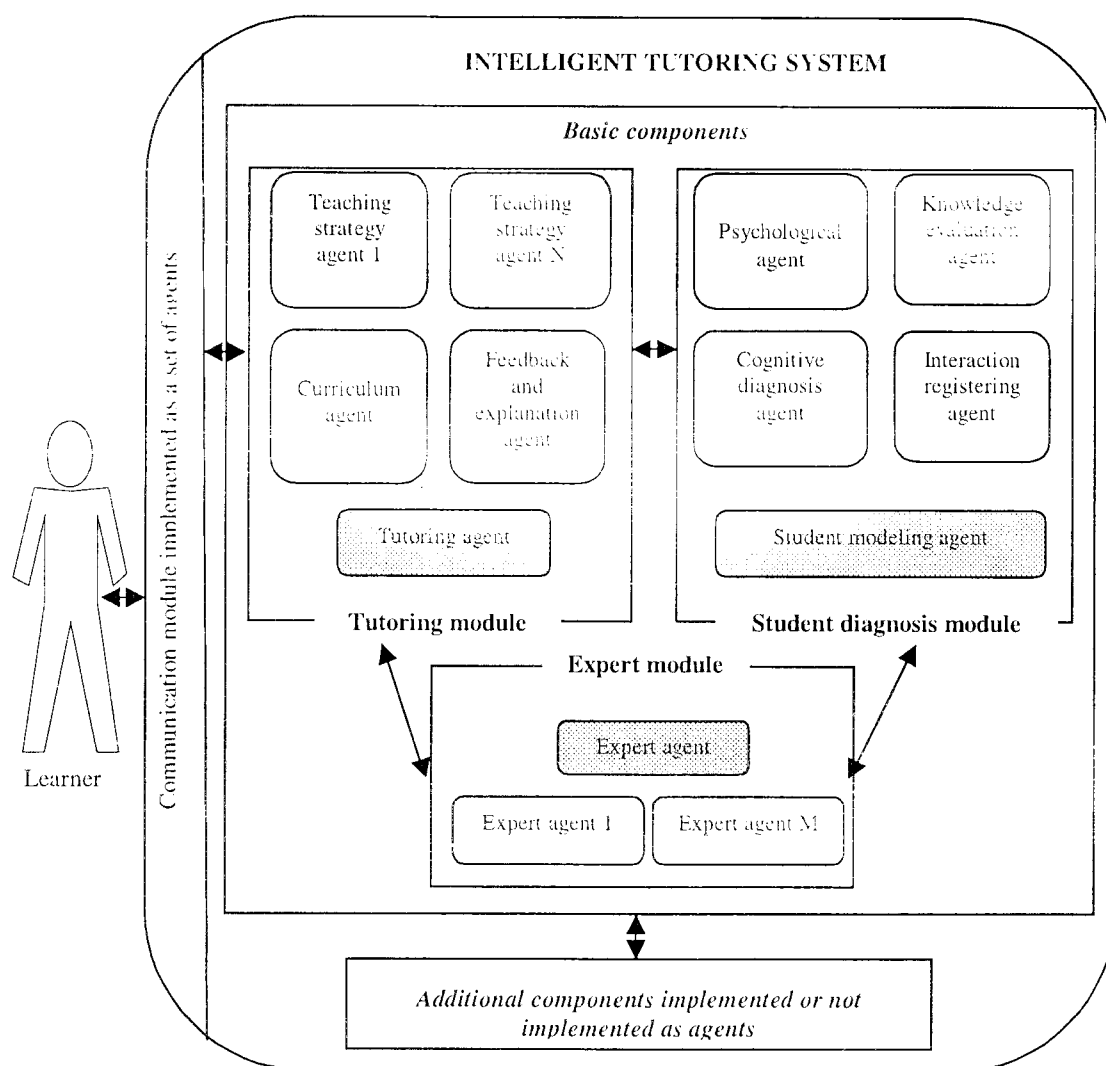 INTELLIGENT TUTORING SYSTEM
Basic components
Teaching
strategy
agent 1
Teaching
strategy
agent N
Psychological
agent
Knowledge
evaluation
agent
Curriculum
agent
Feedback
and
explanation
agent
Cognitive
diagnosis
agent
Interaction
registering
agent
Tutoring agent
Student modeling agent
Tutoring module
Student diagnosis module
Expert module
Expert agent
Expert agent 1
Expert agent M
Learner
Communication module implemented as a set of agents
Additional components implemented or not
implemented as agents